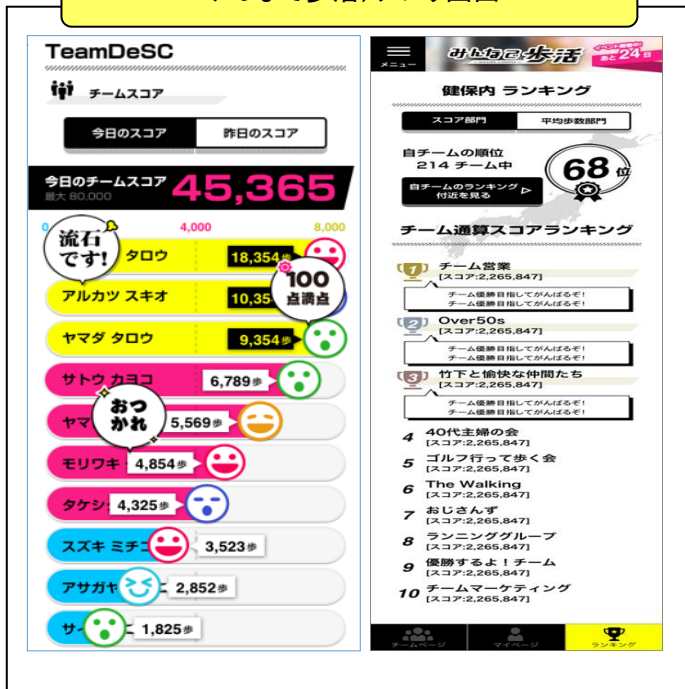 TeamDeSC
チームスコア
今日のスコア
昨日のスコア
今日のチームスコア
最大 80,000
45,365
0
4,000
8,000
流石
です!
タロウ
18,354歩
100
点満点
アルカツ スキオ
10,35
ヤマダ タロウ
9,354歩
サトウ カヨコ
6,789歩
おつ
かれ
ヤマ
5,569歩
モリワキ
4,854歩
タケシ
4,325歩
スズキ ミチコ
3,523歩
アサガヤ
2,852歩
サイ
1,825歩
メニュー
みんなで歩活
イベント開催中!
あと24日
健保内 ランキング
スコア部門
平均歩数部門
自チームの順位
214 チーム中
68位
自チームのランキング
付近を見る
チーム通算スコアランキング
1
チーム営業
[スコア:2,265,847]
チーム優勝目指してがんばるぞ!
チーム優勝目指してがんばるぞ!
2
Over50s
[スコア:2,265,847]
チーム優勝目指してがんばるぞ!
チーム優勝目指してがんばるぞ!
3
竹下と愉快な仲間たち
[スコア:2,265,847]
チーム優勝目指してがんばるぞ!
チーム優勝目指してがんばるぞ!
4 40代主婦の会
[スコア:2,265,847]
5 ゴルフ行って歩く会
[スコア:2,265,847]
6 The Walking
[スコア:2,265,847]
7 おじさんず
[スコア:2,265,847]
8 ランニンググループ
[スコア:2,265,847]
9 優勝するよ!チーム
[スコア:2,265,847]
10 チームマーケティング
[スコア:2,265,847]
チームページ
マイページ
ランキング